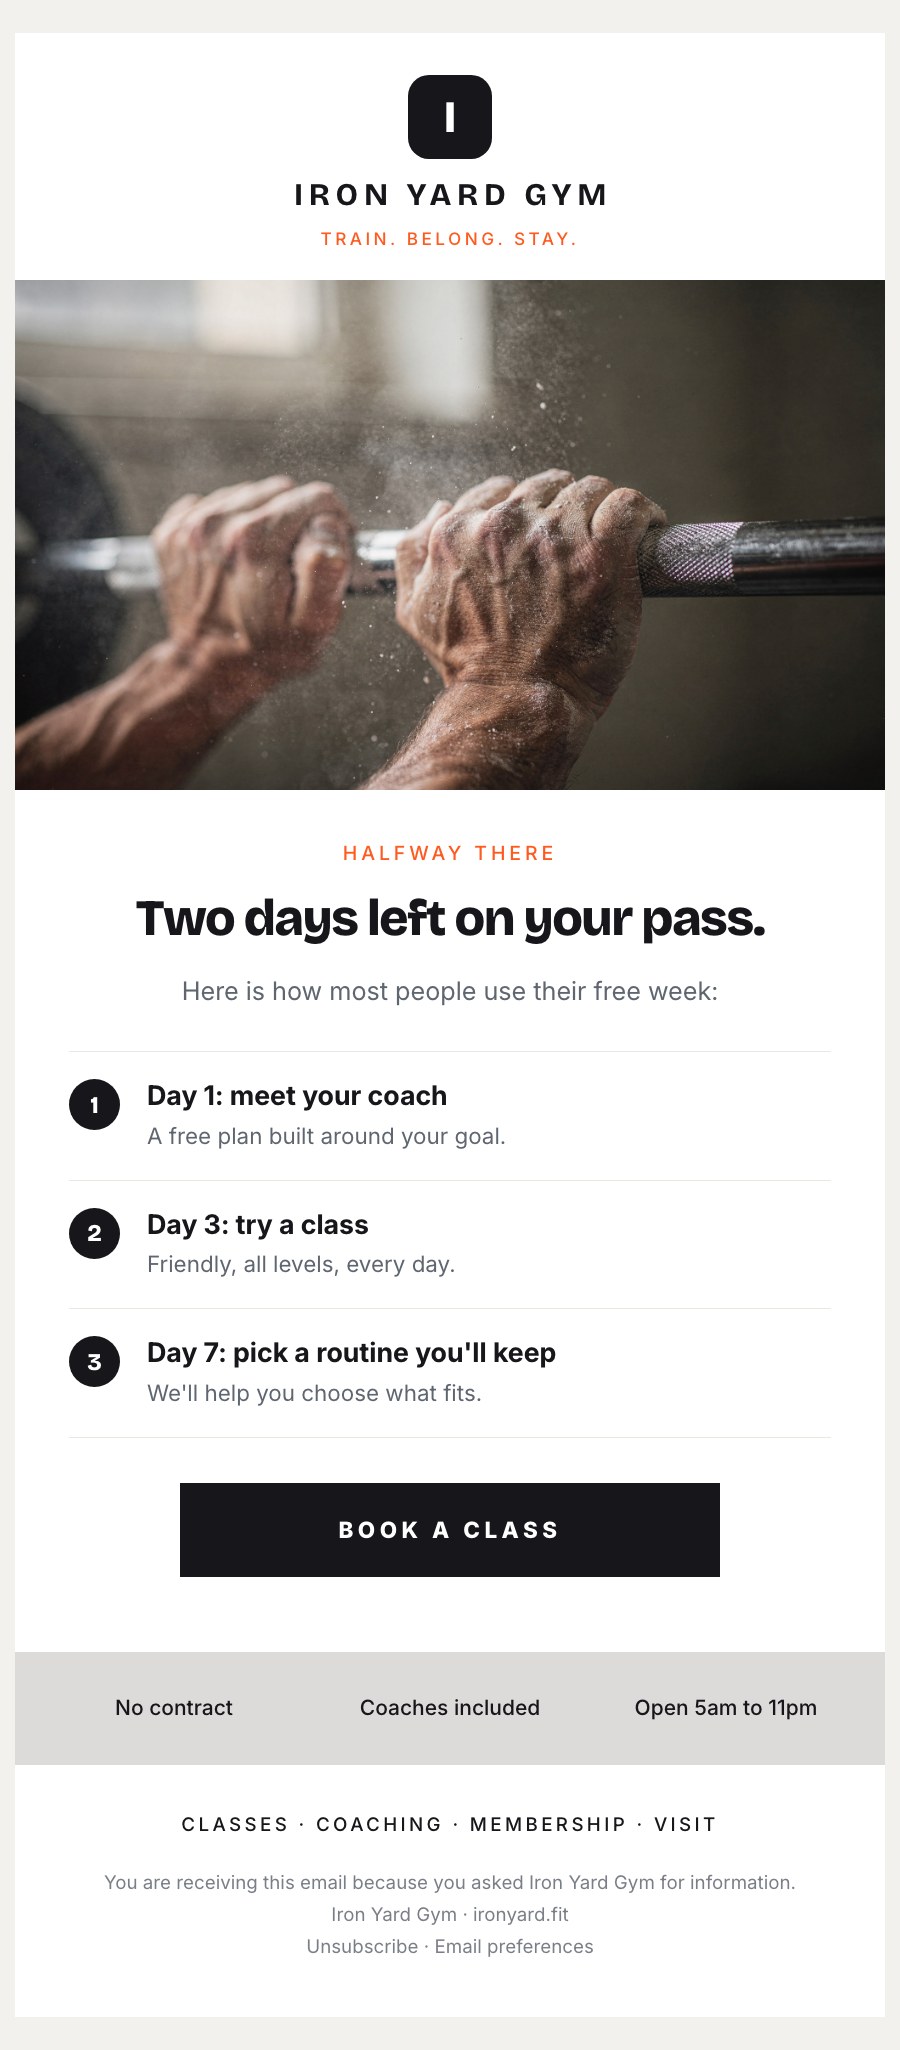 I
IRON YARD GYM
TRAIN. BELONG. STAY.
HALFWAY THERE
Two days left on your pass.
Here is how most people use their free week:
1
Day 1: meet your coach
A free plan built around your goal.
2
Day 3: try a class
Friendly, all levels, every day.
3
Day 7: pick a routine you'll keep
We'll help you choose what fits.
BOOK A CLASS
No contract
Coaches included
Open 5am to 11pm
CLASSES · COACHING · MEMBERSHIP · VISIT
You are receiving this email because you asked Iron Yard Gym for information.
Iron Yard Gym · ironyard.fit
Unsubscribe · Email preferences